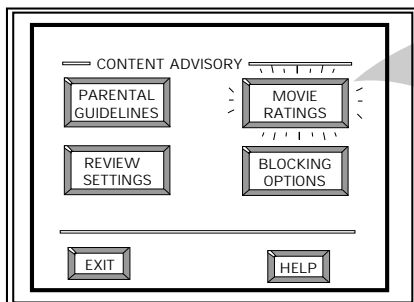 CONTENT ADVISORY
PARENTAL
GUIDELINES
MOVIE
RATINGS
REVIEW
SETTINGS
BLOCKING
OPTIONS
EXIT
HELP